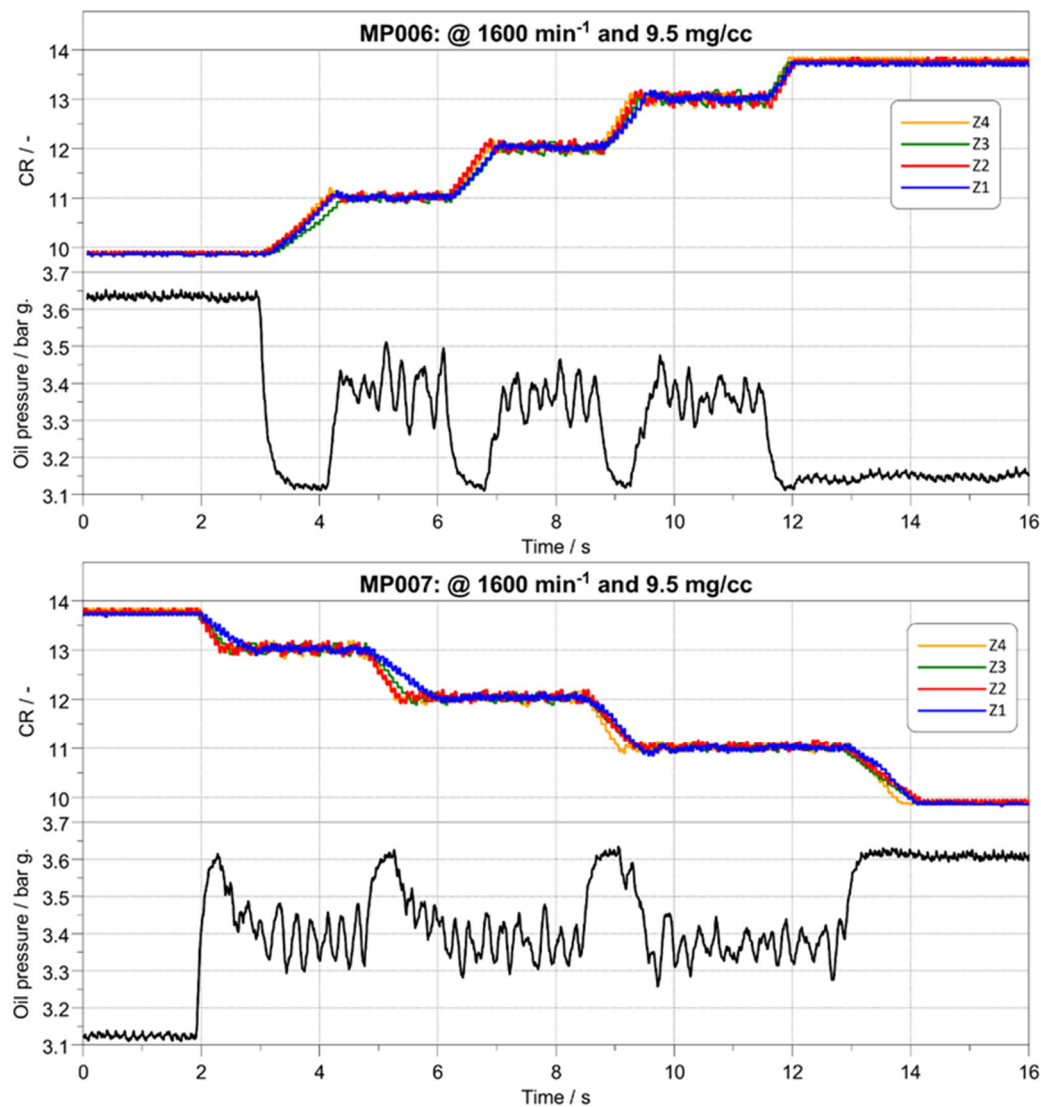 MP006: @ 1600 min⁻¹ and 9.5 mg/cc
14
13
12
11
10
CR / -
Z4
Z3
Z2
Z1
3.7
3.6
3.5
3.4
3.3
3.2
3.1
Oil pressure / bar g.
0 2 4 6 8 10 12 14 16
Time / s
MP007: @ 1600 min⁻¹ and 9.5 mg/cc
14
13
12
11
10
CR / -
Z4
Z3
Z2
Z1
3.7
3.6
3.5
3.4
3.3
3.2
3.1
Oil pressure / bar g.
0 2 4 6 8 10 12 14 16
Time / s